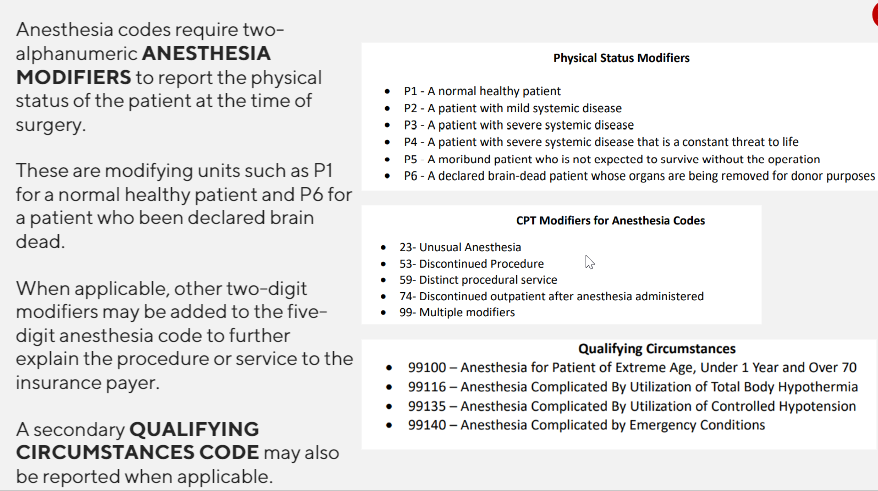 Anesthesia codes require two-
alphanumeric ANESTHESIA
MODIFIERS to report the physical
status of the patient at the time of
surgery.
These are modifying units such as P1
for a normal healthy patient and P6 for
a patient who been declared brain
dead.
When applicable, other two-digit
modifiers may be added to the five-
digit anesthesia code to further
explain the procedure or service to the
insurance payer.
A secondary QUALIFYING
CIRCUMSTANCES CODE may also
be reported when applicable.
Physical Status Modifiers
• P1 - A normal healthy patient
• P2 - A patient with mild systemic disease
• P3 - A patient with severe systemic disease
• P4 - A patient with severe systemic disease that is a constant threat to life
• P5 - A moribund patient who is not expected to survive without the operation
• P6 - A declared brain-dead patient whose organs are being removed for donor purposes
CPT Modifiers for Anesthesia Codes
• 23- Unusual Anesthesia
• 53- Discontinued Procedure
• 59- Distinct procedural service
• 74- Discontinued outpatient after anesthesia administered
• 99- Multiple modifiers
Qualifying Circumstances
• 99100 – Anesthesia for Patient of Extreme Age, Under 1 Year and Over 70
• 99116 – Anesthesia Complicated By Utilization of Total Body Hypothermia
• 99135 – Anesthesia Complicated By Utilization of Controlled Hypotension
• 99140 – Anesthesia Complicated by Emergency Conditions